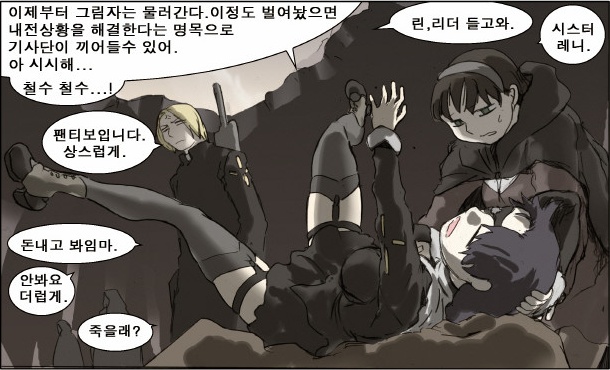 이제부터 그림자는 물러간다.이정도 벌여놨으면
내전상황을 해결한다는 명목으로
기사단이 끼어들수 있어.
아 시시해...
철수 철수...!
린,리더 들고와.
시스터
레니.
팬티보입니다.
상스럽게.
돈내고 봐임마.
안봐요
더럽게.
죽을래?